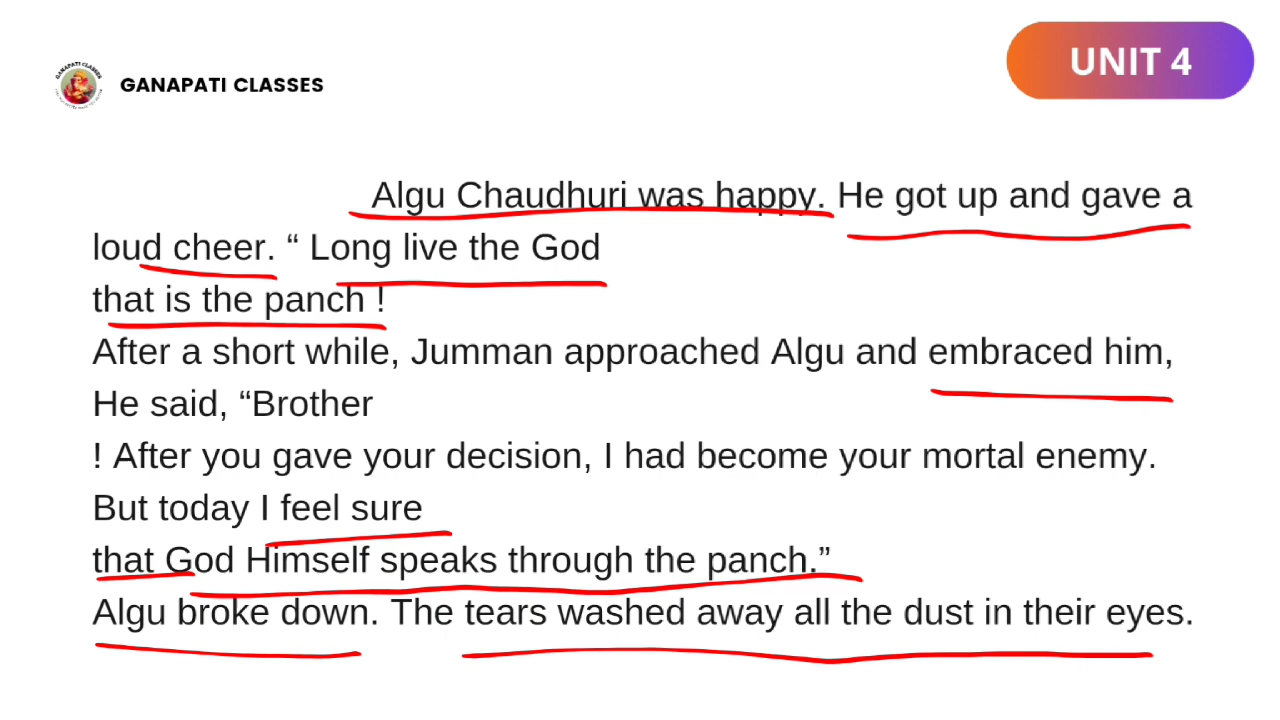 GANAPATI CLASSES
GANAPATI CLASSES
UNIT 4
Algu Chaudhuri was happy. He got up and gave a
loud cheer. “ Long live the God
that is the panch !
After a short while, Jumman approached Algu and embraced him,
He said, “Brother
! After you gave your decision, I had become your mortal enemy.
But today I feel sure
that God Himself speaks through the panch.”
Algu broke down. The tears washed away all the dust in their eyes.